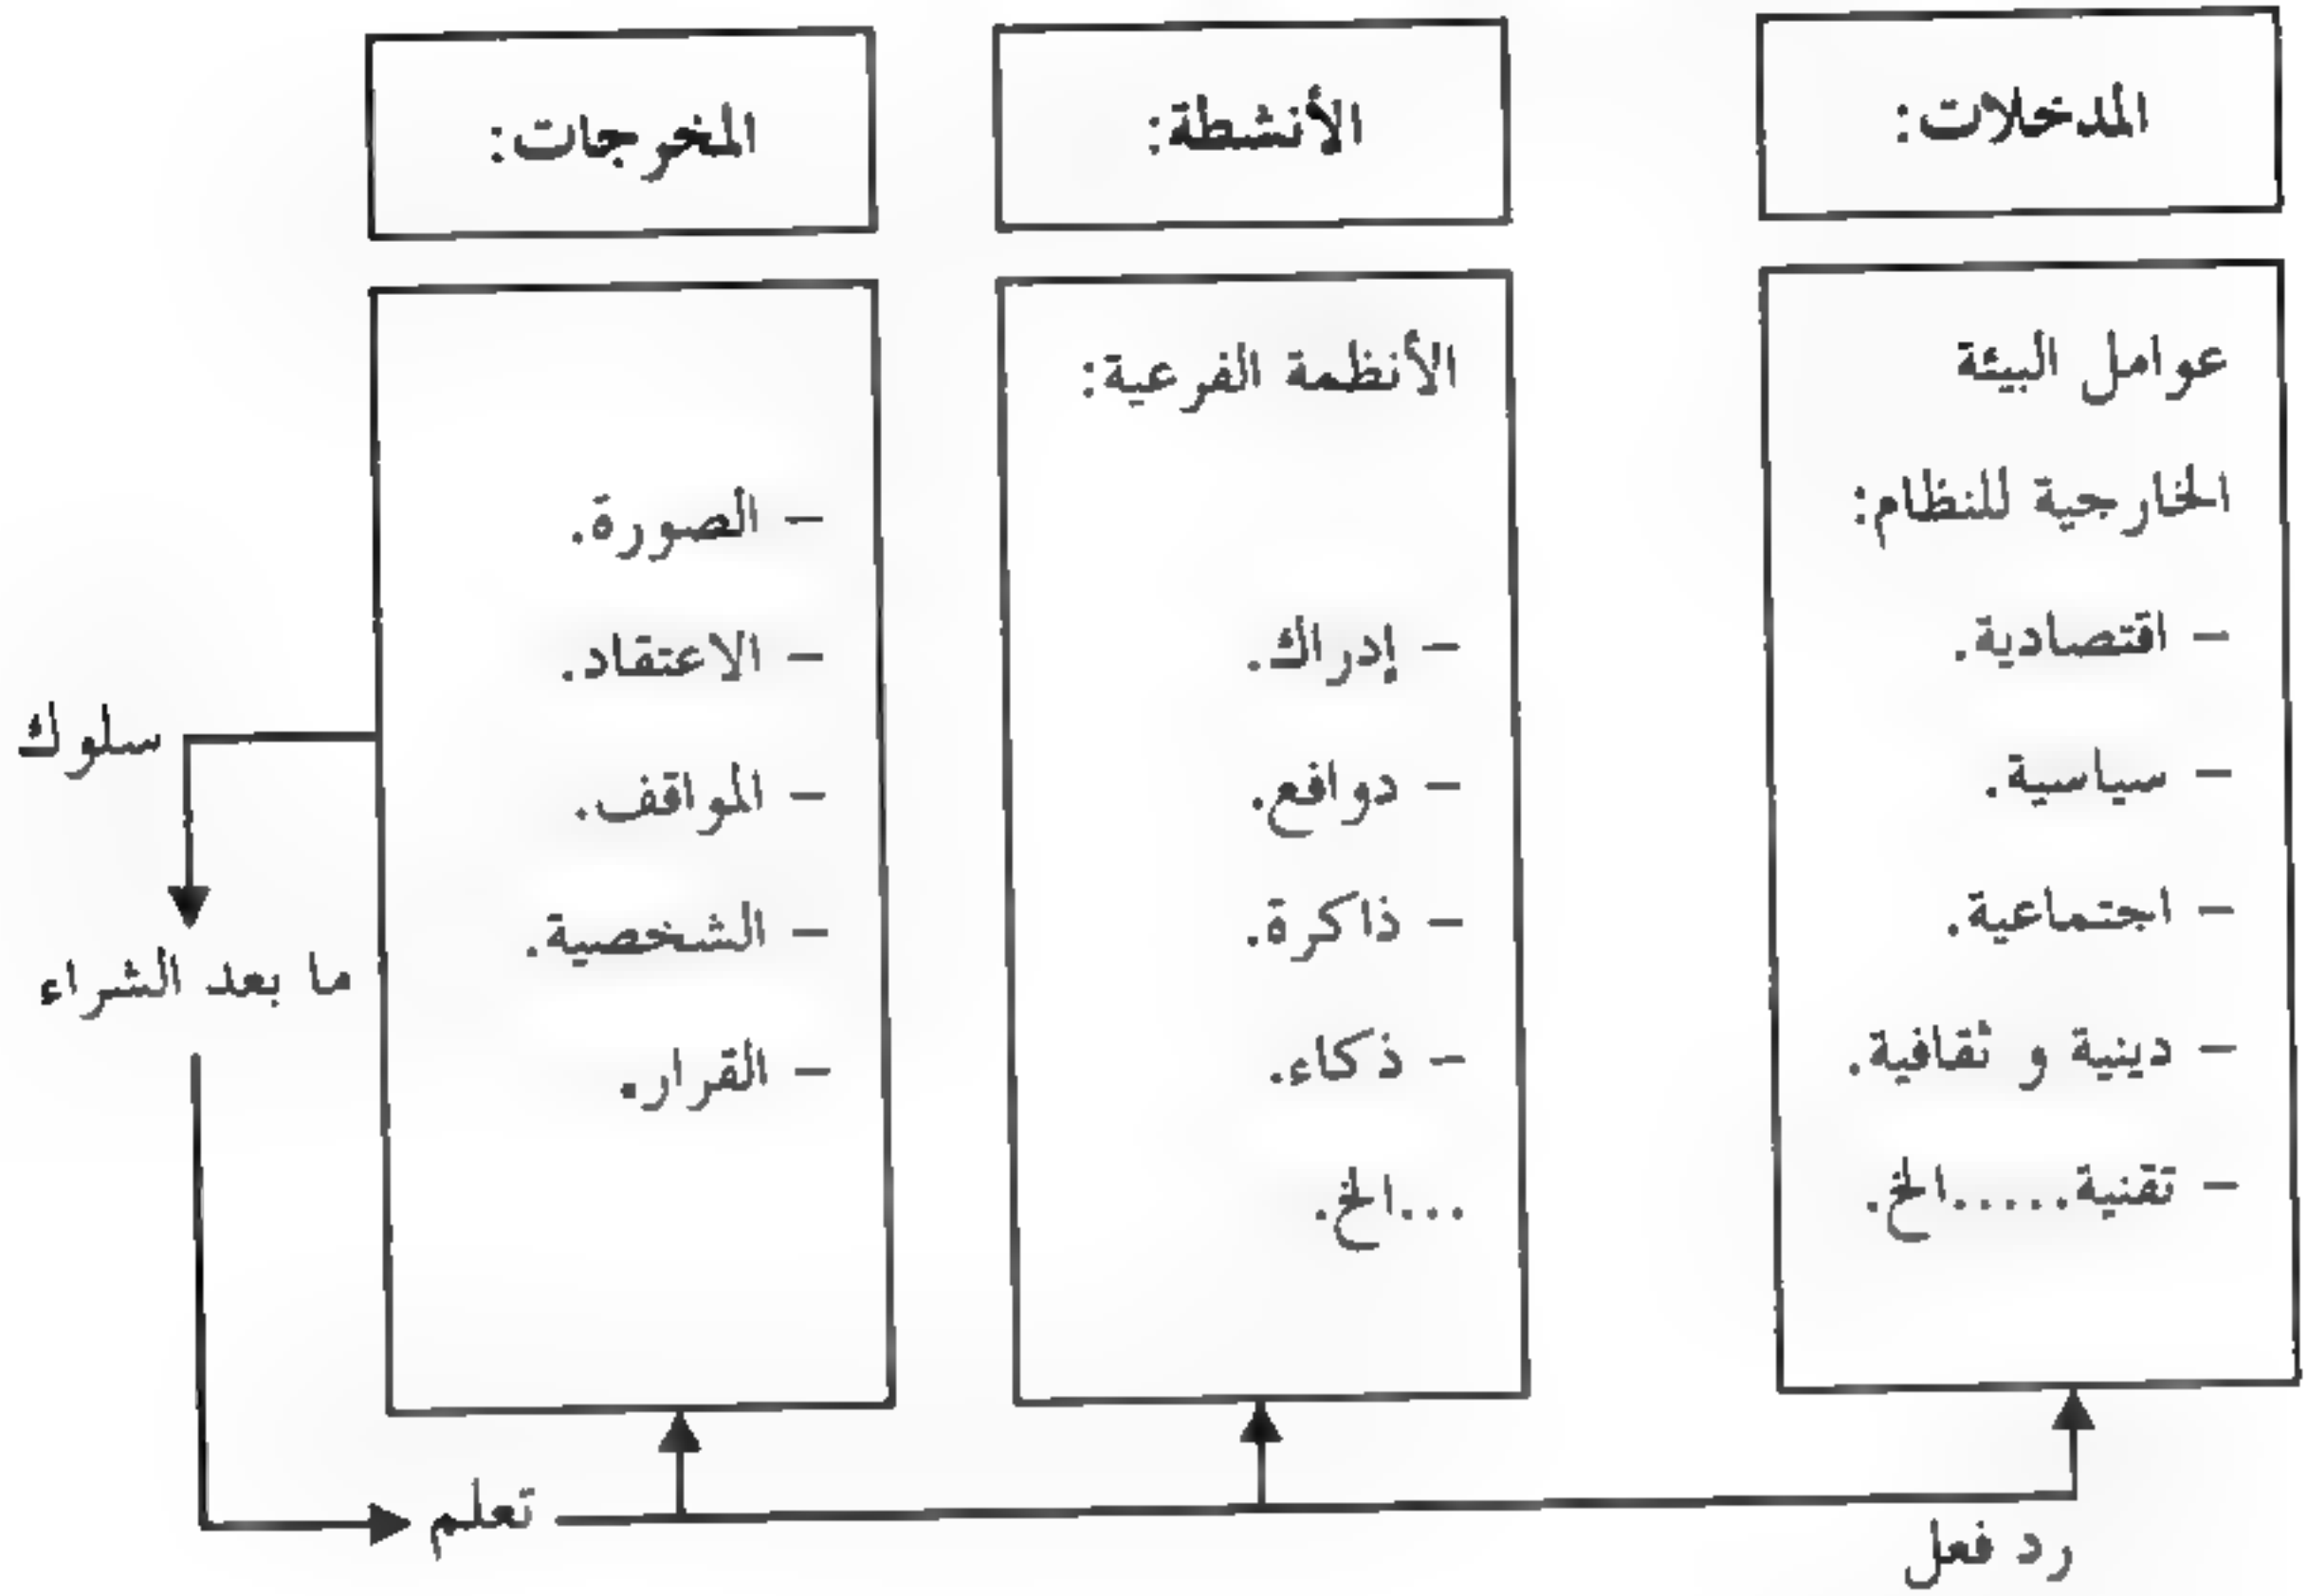 المدخلات:
عوامل البيئة
الخارجية للنظام:
– اقتصادية.
– سياسية.
– اجتماعية.
– دينية و ثقافية.
– تقنية.....الخ.
الأنشطة:
الأنظمة الفرعية:
– إدراك.
– دوافع.
– ذاكرة.
– ذكاء.
...الخ.
المخرجات:
– الصورة.
– الاعتقاد.
– المواقف.
– الشخصية.
– القرار.
سلوك
ما بعد الشراء
تعلم
رد فعل